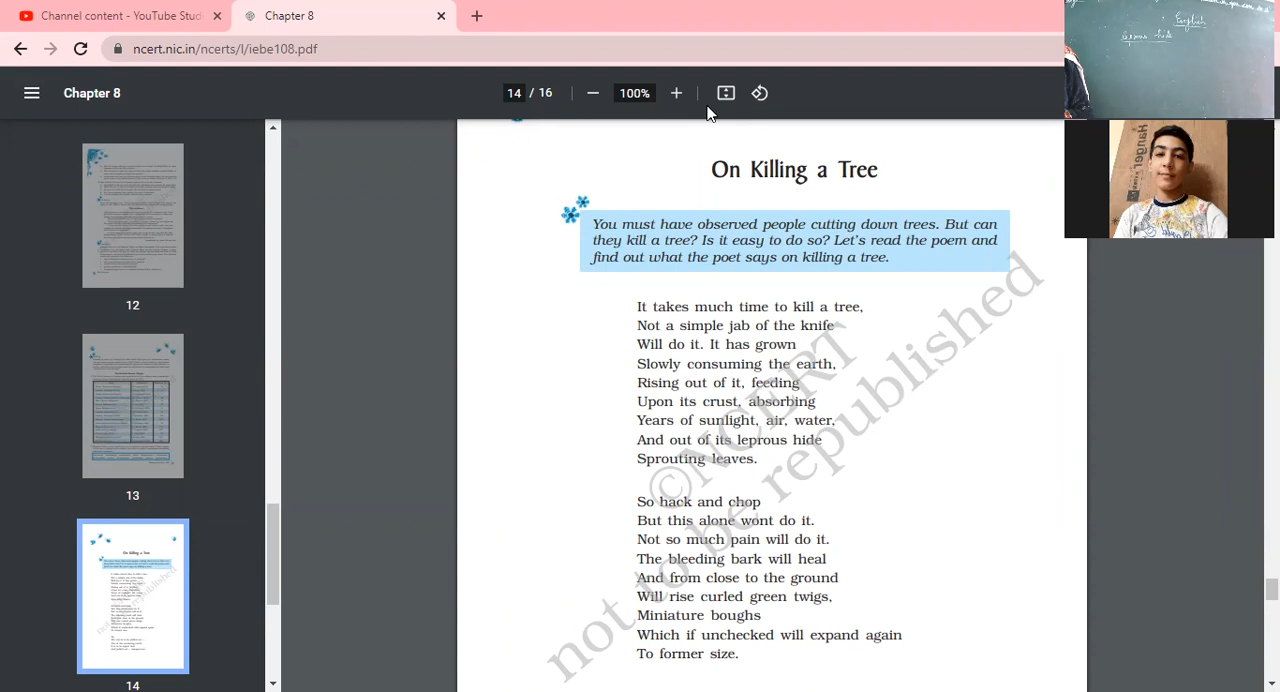 Channel content - YouTube Stud
Chapter 8
ncert.nic.in/ncerts/l/iebe108.pdf
Chapter 8
14 / 16
100%
English
On Killing a Tree
You must have observed people cutting down trees. But can
they kill a tree? Is it easy to do so? Let's read the poem and
find out what the poet says on killing a tree.
It takes much time to kill a tree,
Not a simple jab of the knife
Will do it. It has grown
Slowly consuming the earth,
Rising out of it, feeding
Upon its crust, absorbing
Years of sunlight, air, water,
And out of its leprous hide
Sprouting leaves.
So hack and chop
But this alone wont do it.
Not so much pain will do it.
The bleeding bark will heal
And from close to the ground
Will rise curled green twigs,
Miniature boughs
Which if unchecked will expand again
To former size.
©NCERT
not to be republished
12
13
On Killing a Tree
14
Hanger